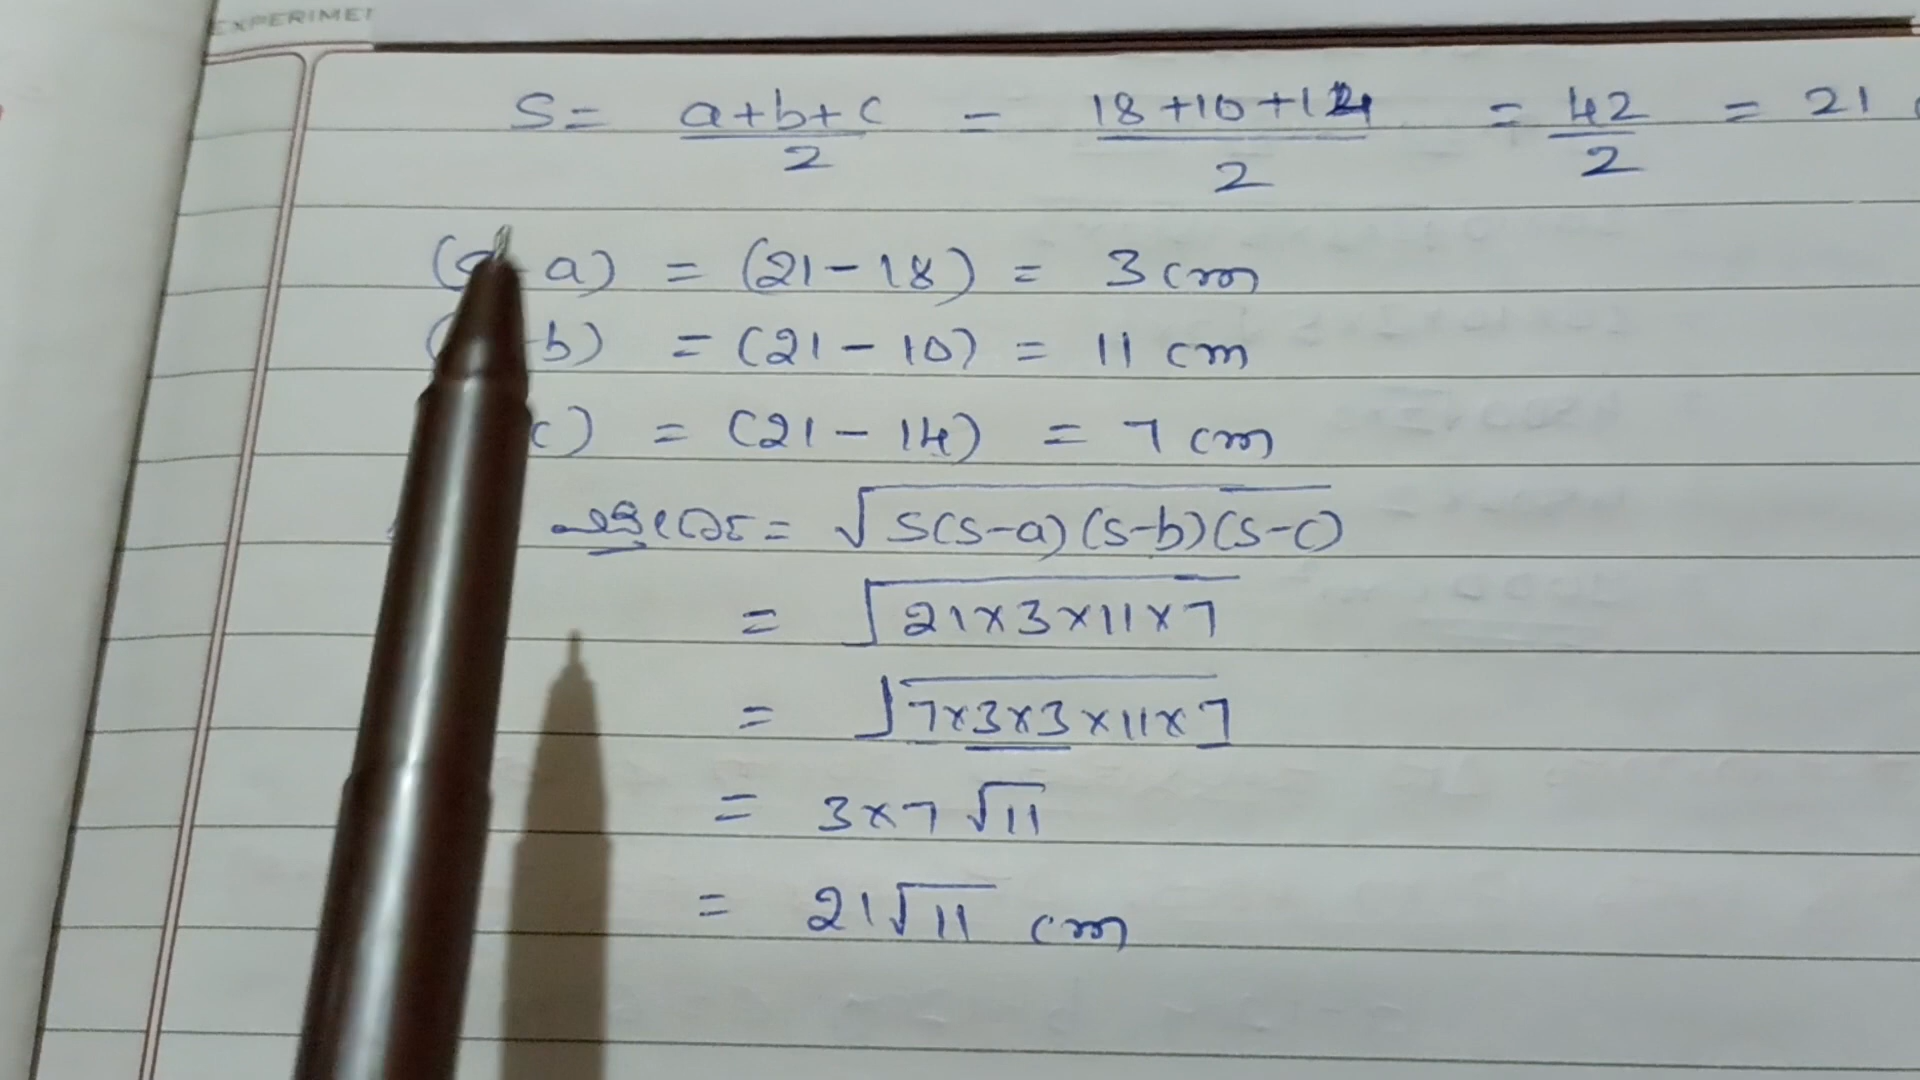 EXPERIMENT
S = a+b+c / 2 = 18+10+14 / 2 = 42 / 2 = 21
(s-a) = (21-18) = 3 cm
b) = (21-10) = 11 cm
c) = (21-14) = 7 cm
= √S(s-a)(s-b)(s-c)
= √21×3×11×7
= √7×3×3×11×7
= 3×7 √11
= 21√11 cm